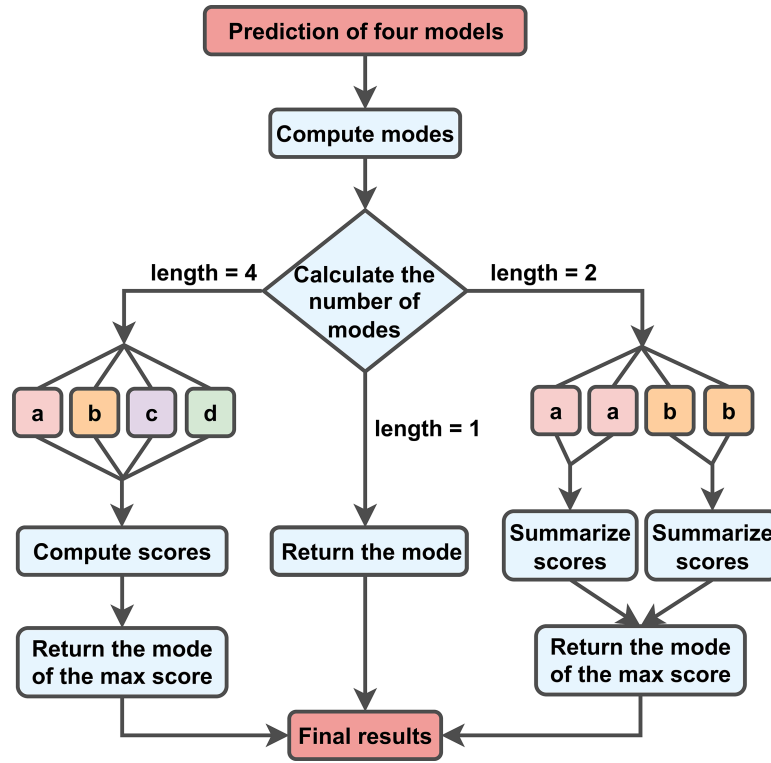 Prediction of four models
Compute modes
length = 4
Calculate the
number of
modes
length = 2
a
b
c
d
length = 1
a
a
b
b
Compute scores
Return the mode
Summarize
scores
Summarize
scores
Return the mode
of the max score
Return the mode
of the max score
Final results